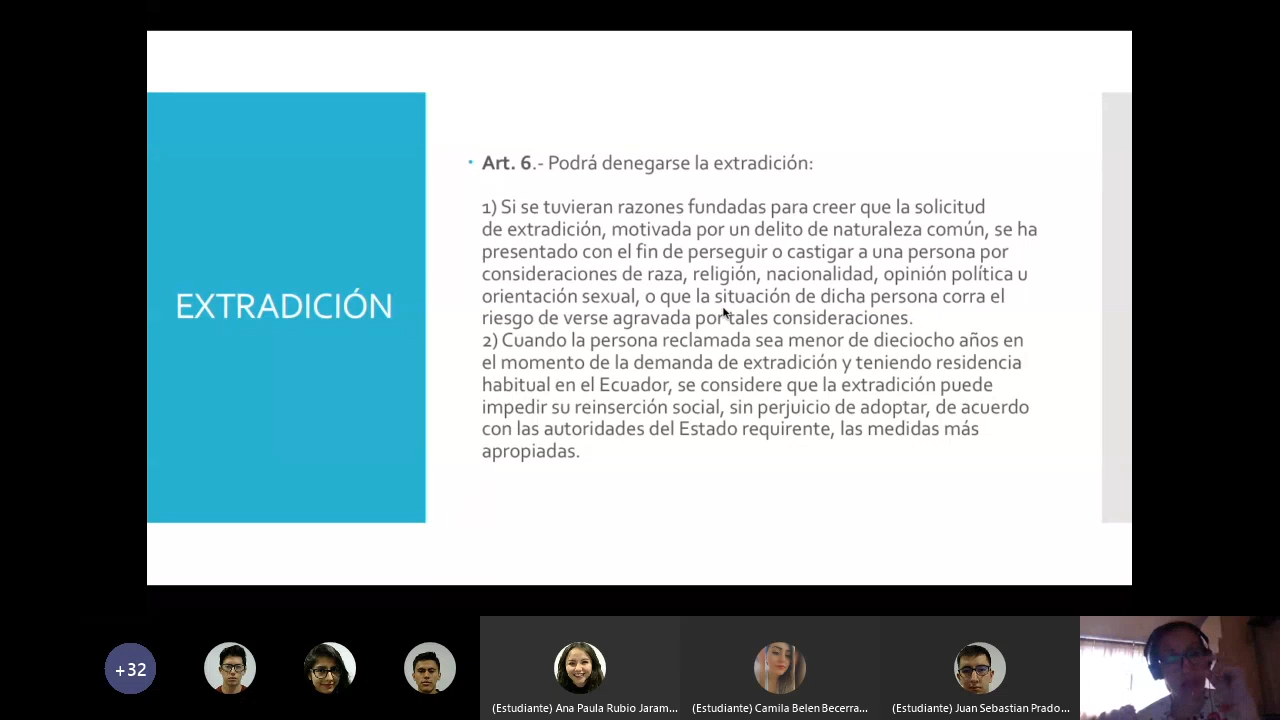 EXTRADICIÓN
• Art. 6.- Podrá denegarse la extradición:
1) Si se tuvieran razones fundadas para creer que la solicitud
de extradición, motivada por un delito de naturaleza común, se ha
presentado con el fin de perseguir o castigar a una persona por
consideraciones de raza, religión, nacionalidad, opinión política u
orientación sexual, o que la situación de dicha persona corra el
riesgo de verse agravada por tales consideraciones.
2) Cuando la persona reclamada sea menor de dieciocho años en
el momento de la demanda de extradición y teniendo residencia
habitual en el Ecuador, se considere que la extradición puede
impedir su reinserción social, sin perjuicio de adoptar, de acuerdo
con las autoridades del Estado requirente, las medidas más
apropiadas.
+32
(Estudiante) Ana Paula Rubio Jaram...
(Estudiante) Camila Belen Becerra...
(Estudiante) Juan Sebastian Prado...